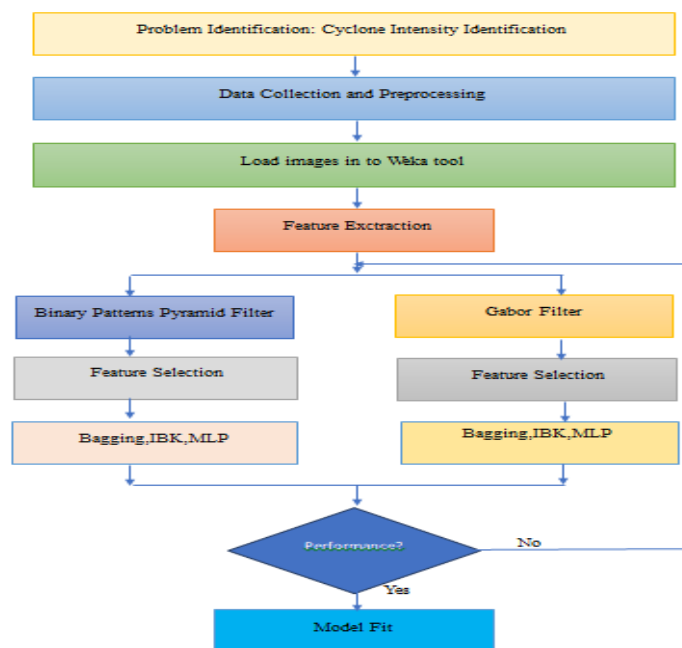 Problem Identification: Cyclone Intensity Identification
Data Collection and Preprocessing
Load images in to Weka tool
Feature Exctraction
Binary Patterns Pyramid Filter
Gabor Filter
Feature Selection
Feature Selection
Bagging,IBK,MLP
Bagging,IBK,MLP
Performance?
No
Yes
Model Fit